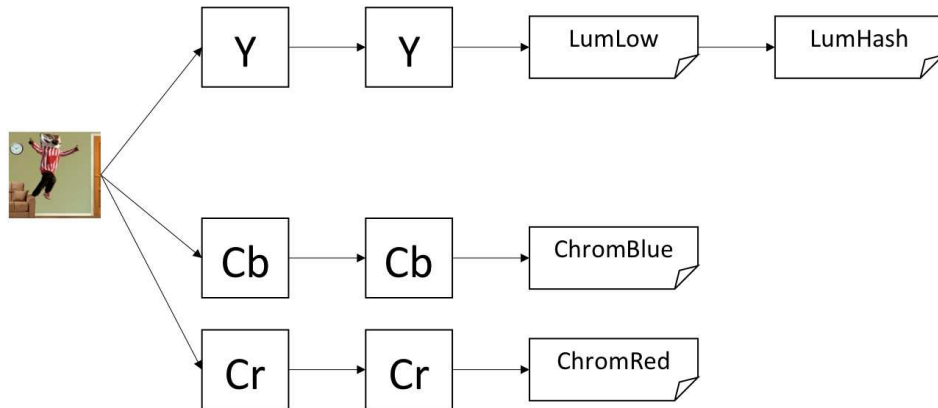 Y
Y
LumLow
LumHash
Cb
Cb
ChromBlue
Cr
Cr
ChromRed